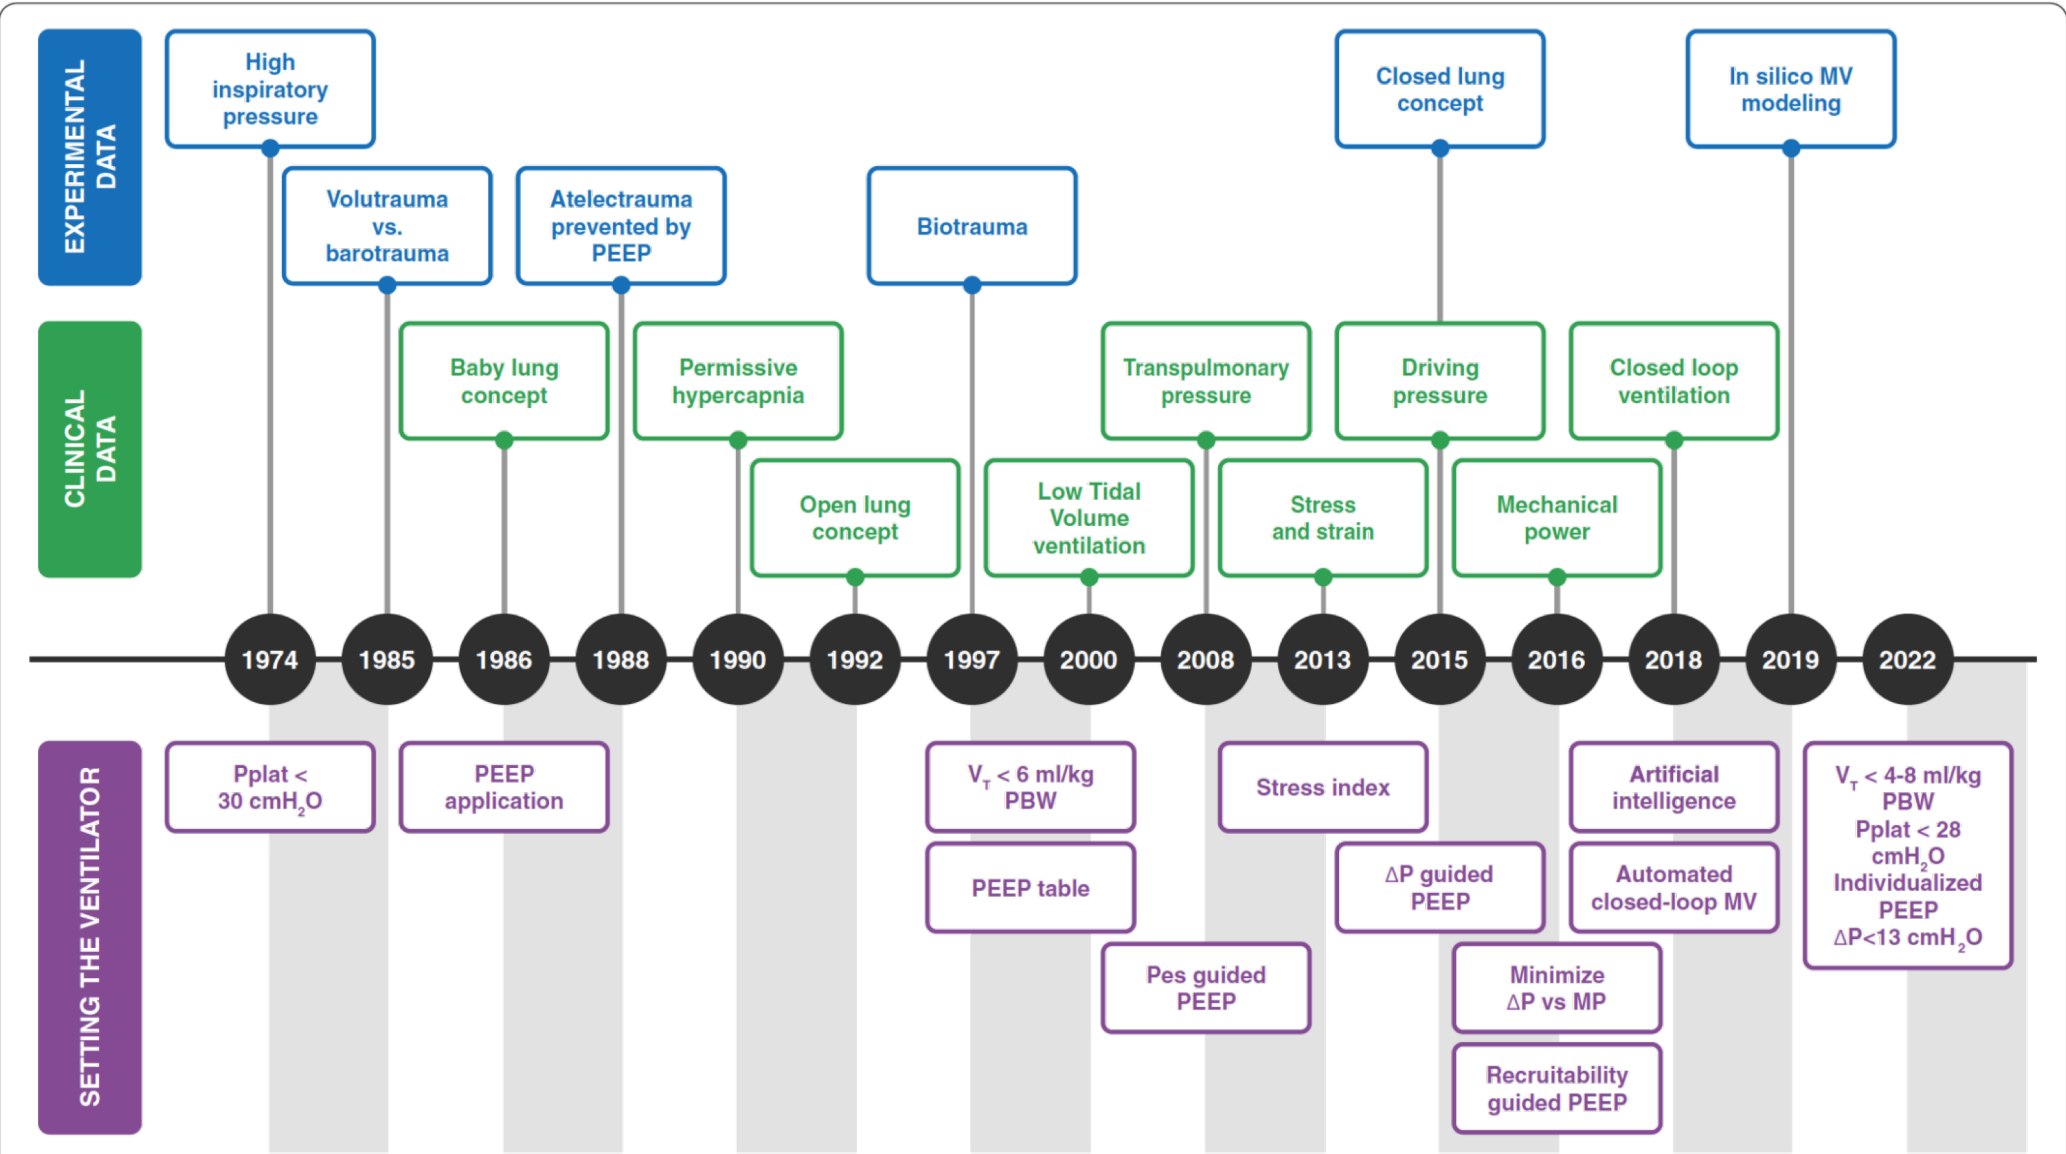 EXPERIMENTAL
DATA
High
inspiratory
pressure
Closed lung
concept
In silico MV
modeling
Volutrauma
vs.
barotrauma
Atelectrauma
prevented by
PEEP
Biotrauma
CLINICAL
DATA
Baby lung
concept
Permissive
hypercapnia
Transpulmonary
pressure
Driving
pressure
Closed loop
ventilation
Open lung
concept
Low Tidal
Volume
ventilation
Stress
and strain
Mechanical
power
1974 1985 1986 1988 1990 1992 1997 2000 2008 2013 2015 2016 2018 2019 2022
SETTING THE VENTILATOR
Pplat <
30 cmH₂O
PEEP
application
V_T < 6 ml/kg
PBW
PEEP table
Pes guided
PEEP
Stress index
ΔP guided
PEEP
Minimize
ΔP vs MP
Recruitability
guided PEEP
Artificial
intelligence
Automated
closed-loop MV
V_T < 4-8 ml/kg
PBW
Pplat < 28
cmH₂O
Individualized
PEEP
ΔP<13 cmH₂O